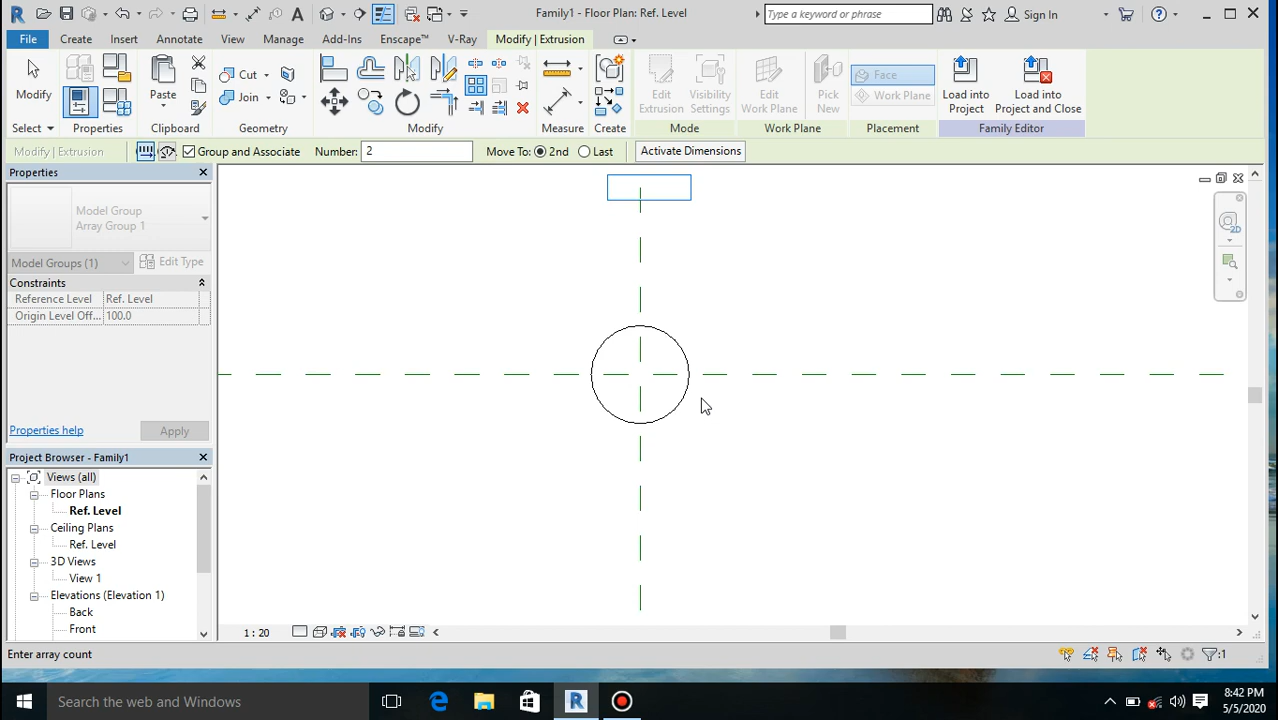 Family1 - Floor Plan: Ref. Level
Type a keyword or phrase
Sign In
File
Create
Insert
Annotate
View
Manage
Add-Ins
Enscape™
V-Ray
Modify | Extrusion
Modify
Paste
Cut
Join
Edit
Extrusion
Visibility
Settings
Edit
Work Plane
Pick
New
Face
Work Plane
Load into
Project
Load into
Project and Close
Select
Properties
Clipboard
Geometry
Modify
Measure
Create
Mode
Work Plane
Placement
Family Editor
Modify | Extrusion
Group and Associate
Number: 2
Move To:
2nd
Last
Activate Dimensions
Properties
Model Group
Array Group 1
Model Groups (1)
Edit Type
Constraints
Reference Level
Ref. Level
Origin Level Off...
100.0
Properties help
Apply
Project Browser - Family1
Views (all)
Floor Plans
Ref. Level
Ceiling Plans
Ref. Level
3D Views
View 1
Elevations (Elevation 1)
Back
Front
2D
1 : 20
Enter array count
:1
Search the web and Windows
8:42 PM
5/5/2020